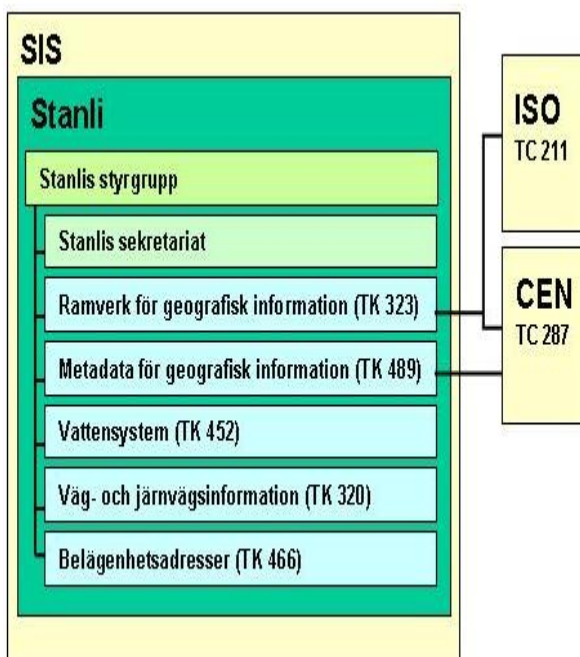 SIS
Stanli
Stanlis styrgrupp
Stanlis sekretariat
Ramverk för geografisk information (TK 323)
Metadata för geografisk information (TK 489)
Vattensystem (TK 452)
Väg- och järnvägsinformation (TK 320)
Belägenhetsadresser (TK 466)
ISO
TC 211
CEN
TC 287